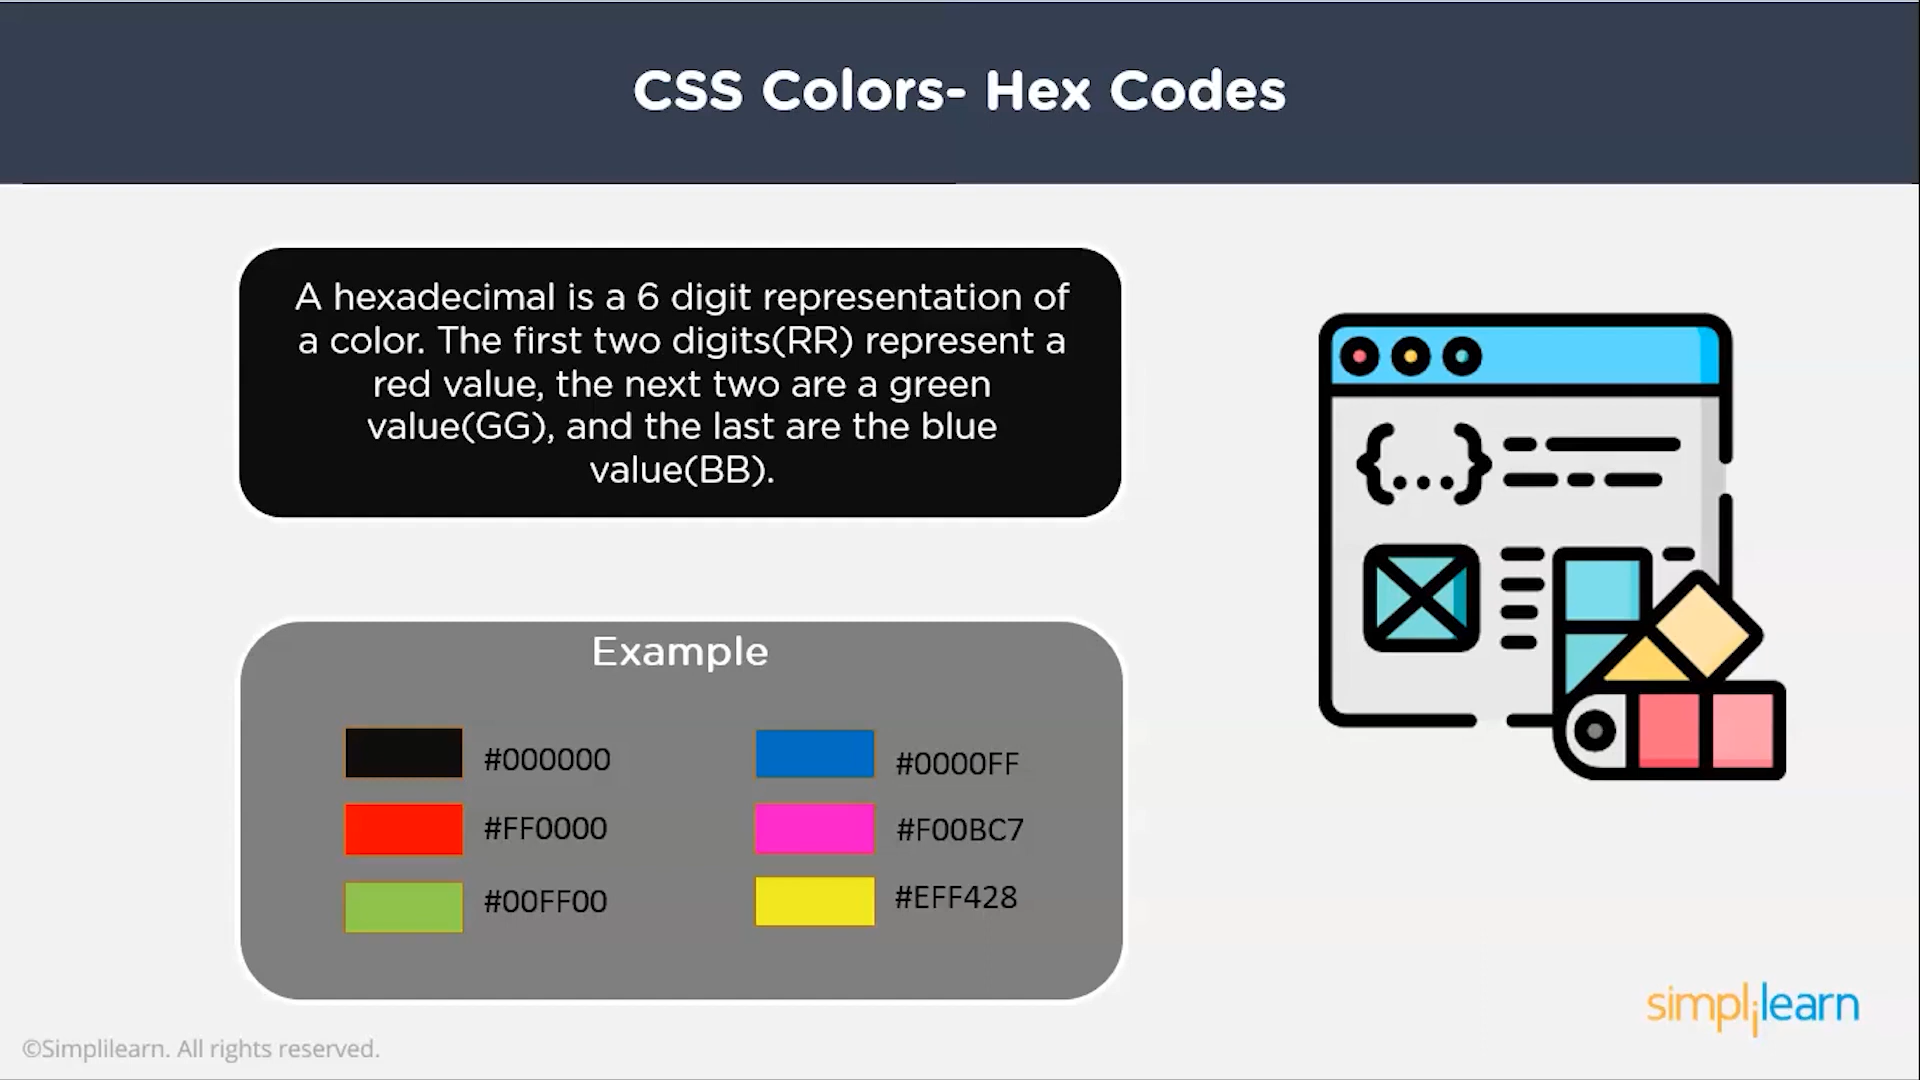 CSS Colors- Hex Codes
A hexadecimal is a 6 digit representation of
a color. The first two digits(RR) represent a
red value, the next two are a green
value(GG), and the last are the blue
value(BB).
{...}
Example
#000000
#0000FF
#FF0000
#F00BC7
#00FF00
#EFF428
simplilearn
©Simplilearn. All rights reserved.